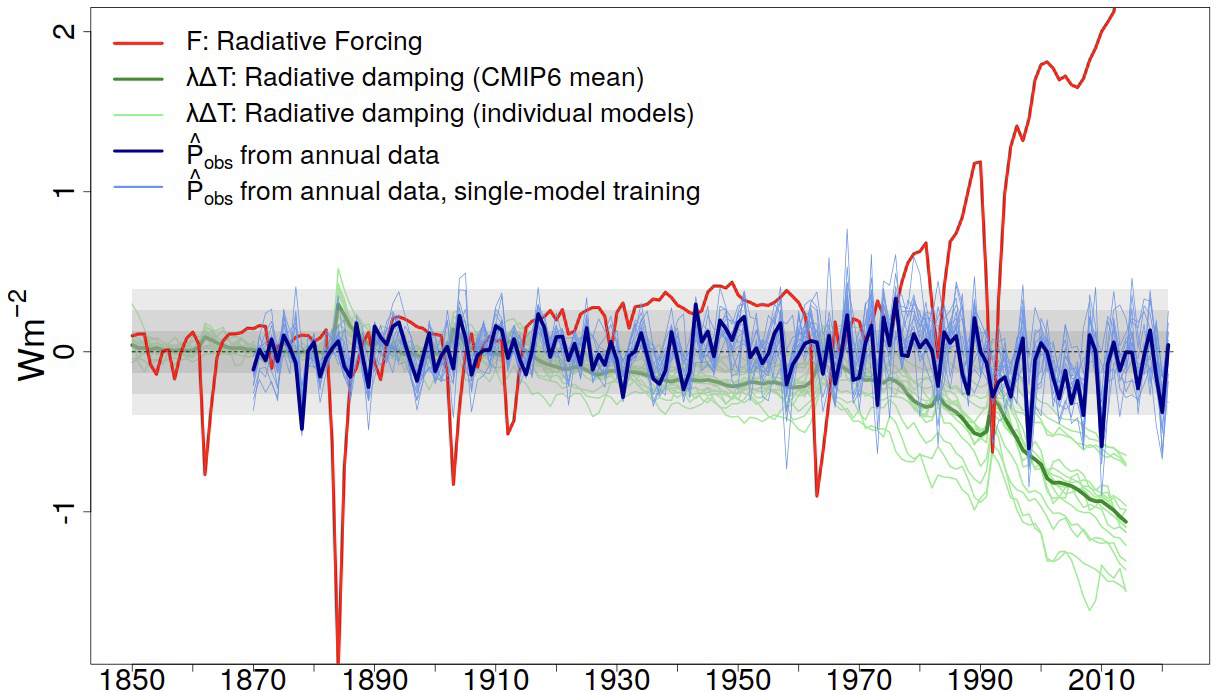 F: Radiative Forcing
λΔT: Radiative damping (CMIP6 mean)
λΔT: Radiative damping (individual models)
P̂obs from annual data
P̂obs from annual data, single-model training
Wm−2
2
1
0
-1
1850 1870 1890 1910 1930 1950 1970 1990 2010